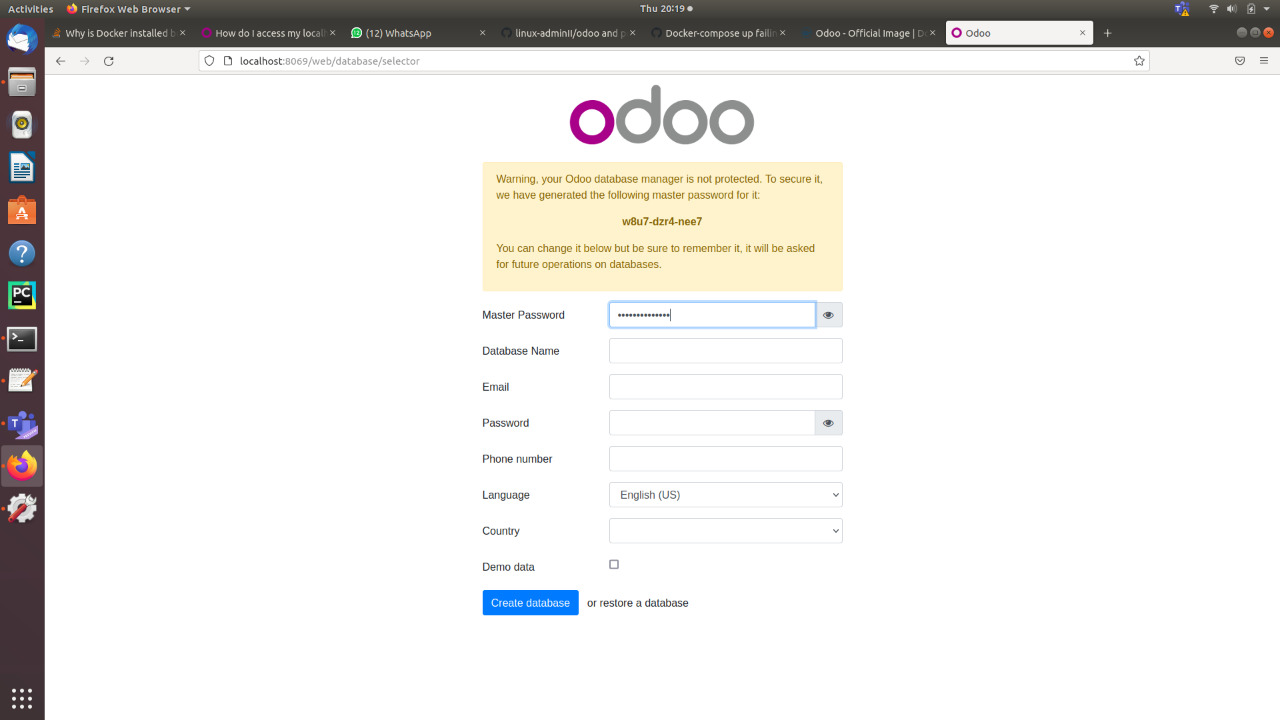 Activities
Firefox Web Browser
Thu 20:19
Why is Docker installed b
How do I access my local
(12) WhatsApp
linux-adminII/odoo and p
Docker-compose up failin
Odoo - Official Image | D
Odoo
localhost:8069/web/database/selector
odoo
Warning, your Odoo database manager is not protected. To secure it,
we have generated the following master password for it:
w8u7-dzr4-nee7
You can change it below but be sure to remember it, it will be asked
for future operations on databases.
Master Password
Database Name
Email
Password
Phone number
Language
English (US)
Country
Demo data
Create database
or restore a database
PC